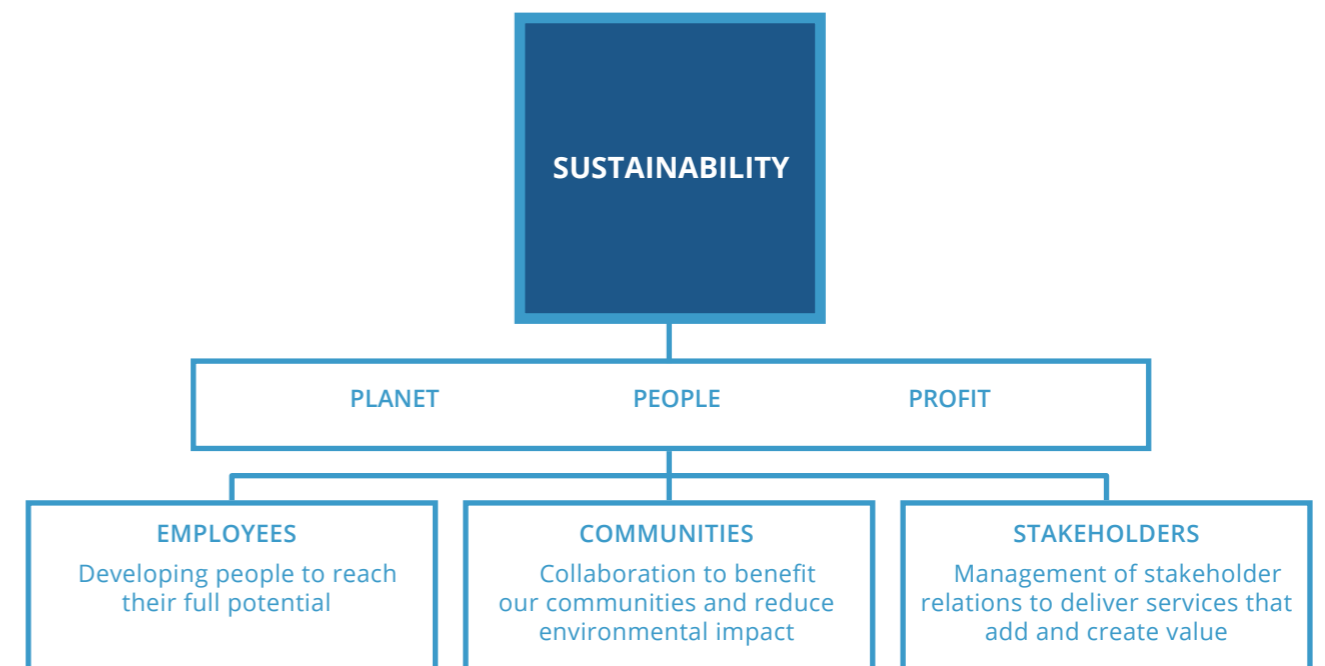 SUSTAINABILITY
PLANET PEOPLE PROFIT
EMPLOYEES
Developing people to reach
their full potential
COMMUNITIES
Collaboration to benefit
our communities and reduce
environmental impact
STAKEHOLDERS
Management of stakeholder
relations to deliver services that
add and create value